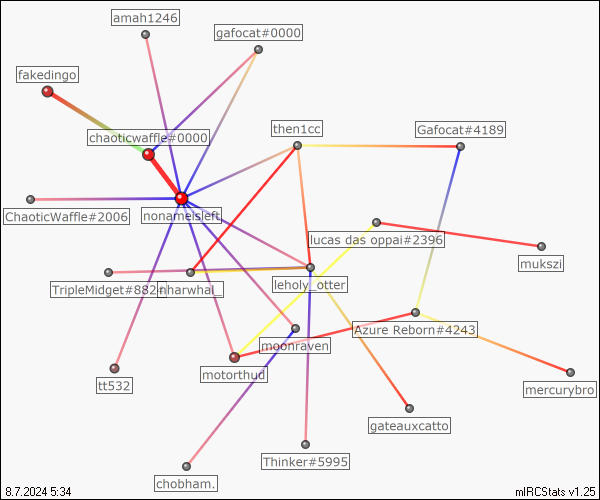 amah1246
gafocat#0000
fakedingo
then1cc
Gafocat#4189
chaoticwaffle#0000
ChaoticWaffle#2006
nonameisleft
lucas das oppai#2396
mukszi
TripleMidget#8824
nharwhal_
leholy_otter
Azure Reborn#4243
moonraven
motorthud
tt532
mercurybro
gateauxcatto
Thinker#5995
chobham.
8.7.2024 5:34
mIRCStats v1.25